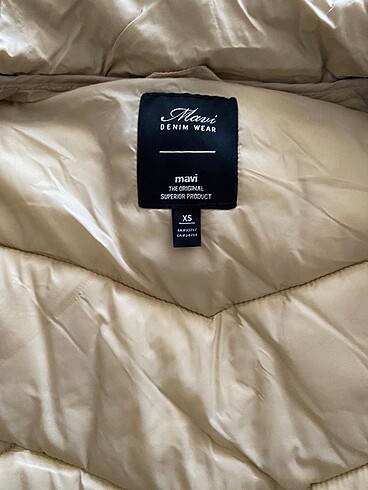 Mavi
DENIM WEAR
mavi
THE ORIGINAL
SUPERIOR PRODUCT
XS